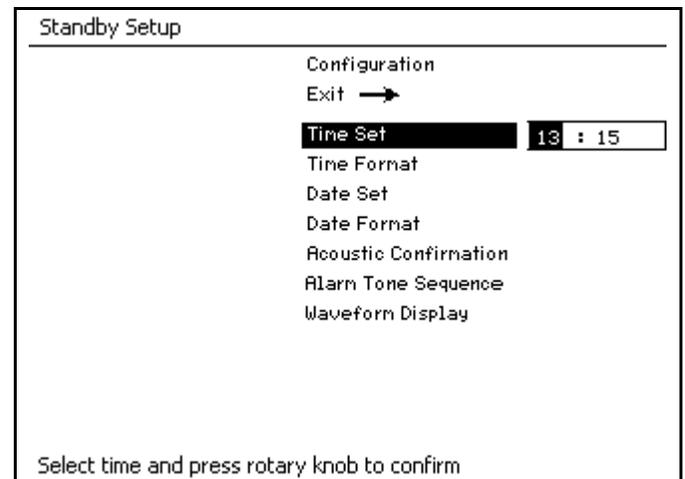 Standby Setup
Configuration
Exit →
Time Set 13 : 15
Time Format
Date Set
Date Format
Acoustic Confirmation
Alarm Tone Sequence
Waveform Display
Select time and press rotary knob to confirm